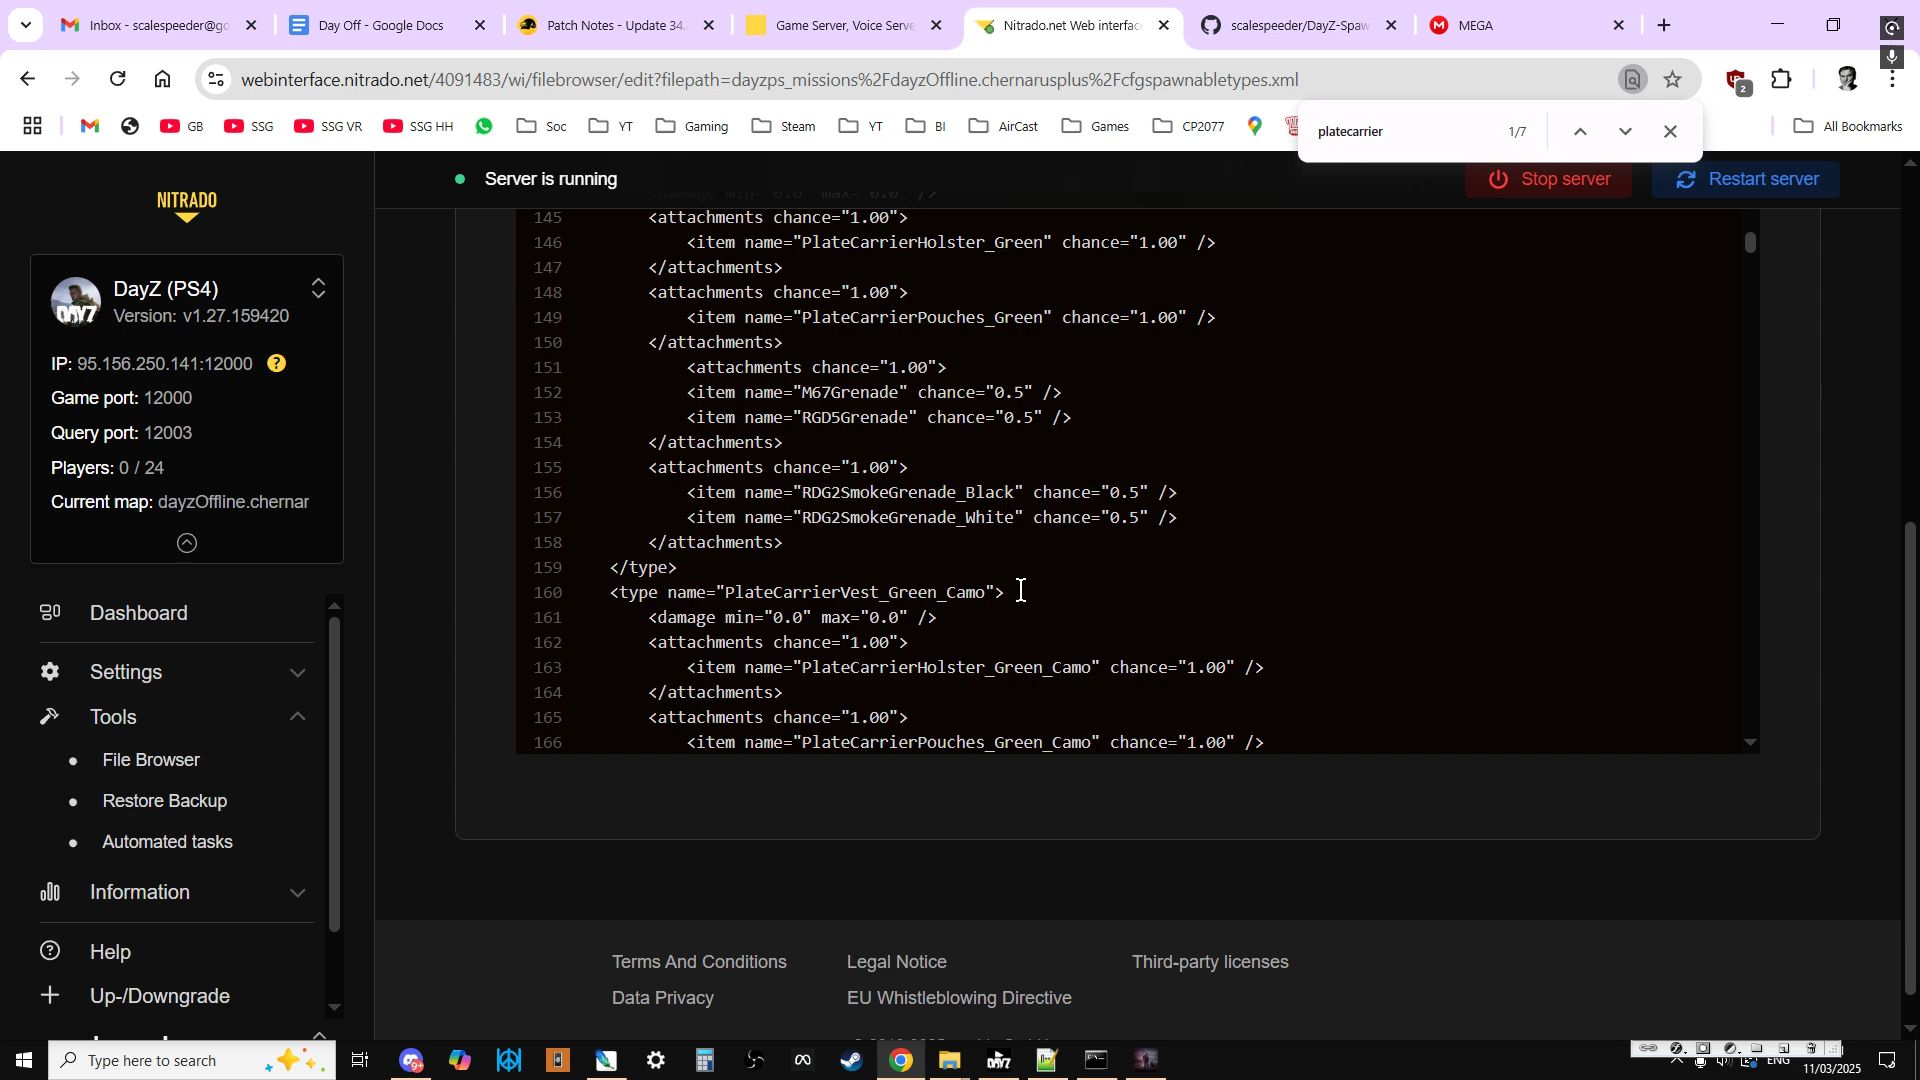 Inbox - scalespeeder@go
Day Off - Google Docs
Patch Notes - Update 34.
Game Server, Voice Serve
Nitrado.net Web interface
scalespeeder/DayZ-Spaw
MEGA
webinterface.nitrado.net/4091483/wi/filebrowser/edit?filepath=dayzps_missions%2FdayzOffline.chernarusplus%2Fcfgspawnabletypes.xml
2
GB
SSG
SSG VR
SSG HH
Soc
YT
Gaming
Steam
YT
BI
AirCast
Games
CP2077
All Bookmarks
platecarrier
1/7
NITRADO
Server is running
Stop server
Restart server
DayZ (PS4)
Version: v1.27.159420
IP: 95.156.250.141:12000
Game port: 12000
Query port: 12003
Players: 0 / 24
Current map: dayzOffline.chernar
Dashboard
Settings
Tools
File Browser
Restore Backup
Automated tasks
Information
Help
Up-/Downgrade
<damage min="0.0" max="0.0" />
145 <attachments chance="1.00">
146 <item name="PlateCarrierHolster_Green" chance="1.00" />
147 </attachments>
148 <attachments chance="1.00">
149 <item name="PlateCarrierPouches_Green" chance="1.00" />
150 </attachments>
151 <attachments chance="1.00">
152 <item name="M67Grenade" chance="0.5" />
153 <item name="RGD5Grenade" chance="0.5" />
154 </attachments>
155 <attachments chance="1.00">
156 <item name="RDG2SmokeGrenade_Black" chance="0.5" />
157 <item name="RDG2SmokeGrenade_White" chance="0.5" />
158 </attachments>
159 </type>
160 <type name="PlateCarrierVest_Green_Camo">
161 <damage min="0.0" max="0.0" />
162 <attachments chance="1.00">
163 <item name="PlateCarrierHolster_Green_Camo" chance="1.00" />
164 </attachments>
165 <attachments chance="1.00">
166 <item name="PlateCarrierPouches_Green_Camo" chance="1.00" />
Terms And Conditions
Legal Notice
Third-party licenses
Data Privacy
EU Whistleblowing Directive
Type here to search
ENG
11/03/2025